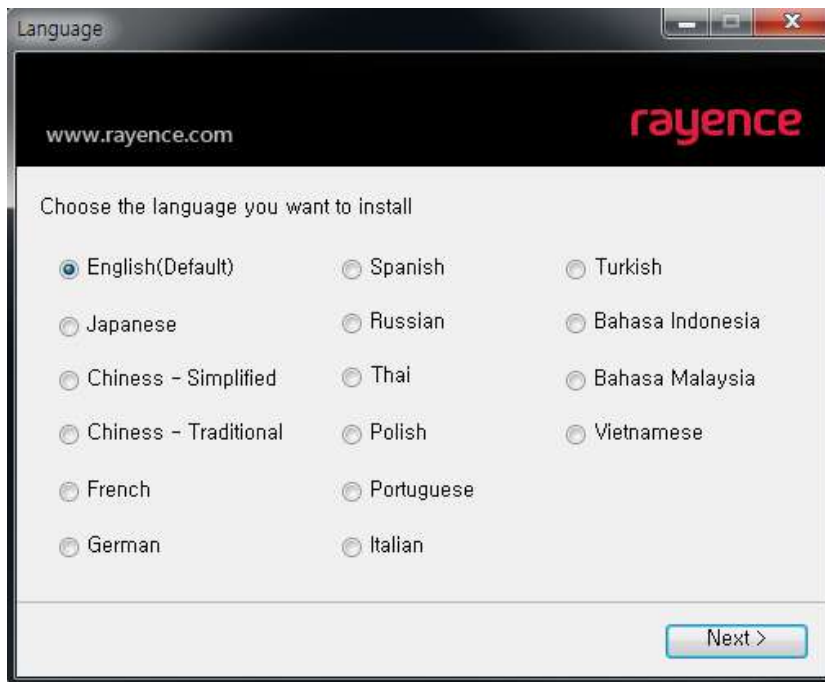 Language
www.rayence.com
rayence
Choose the language you want to install
English(Default)
Spanish
Turkish
Japanese
Russian
Bahasa Indonesia
Chiness - Simplified
Thai
Bahasa Malaysia
Chiness - Traditional
Polish
Vietnamese
French
Portuguese
German
Italian
Next >